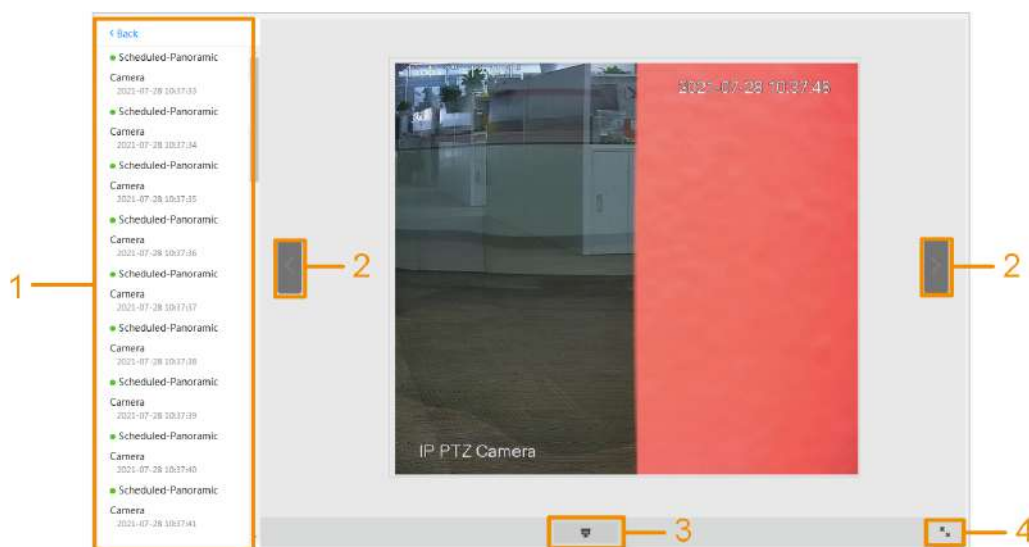 < Back
Scheduled-Panoramic
Camera
2021-07-28 10:37:33
Scheduled-Panoramic
Camera
2021-07-28 10:37:34
Scheduled-Panoramic
Camera
2021-07-28 10:37:35
Scheduled-Panoramic
Camera
2021-07-28 10:37:36
Scheduled-Panoramic
Camera
2021-07-28 10:37:37
Scheduled-Panoramic
Camera
2021-07-28 10:37:38
Scheduled-Panoramic
Camera
2021-07-28 10:37:39
Scheduled-Panoramic
Camera
2021-07-28 10:37:40
Scheduled-Panoramic
Camera
2021-07-28 10:37:41
1
2
2021-07-28 10:37:48
IP PTZ Camera
2
3
4